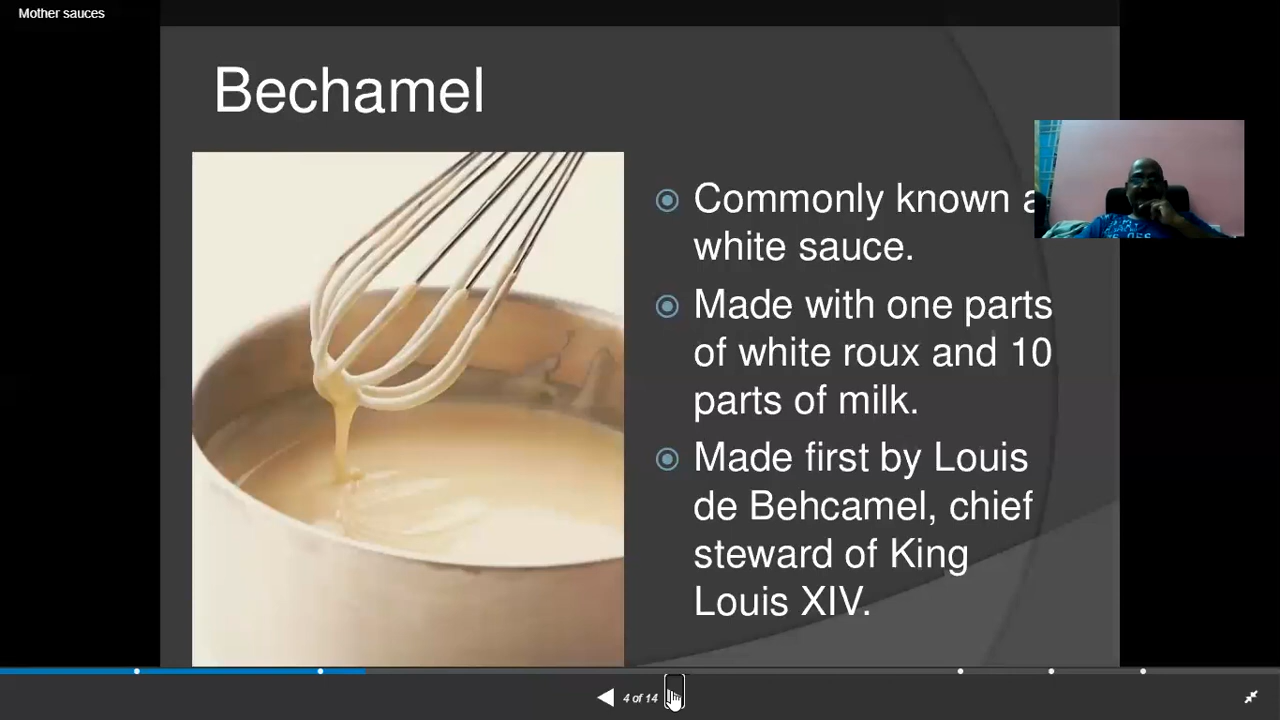 Mother sauces
Bechamel
Commonly known a
white sauce.
Made with one parts
of white roux and 10
parts of milk.
Made first by Louis
de Behcamel, chief
steward of King
Louis XIV.
4 of 14